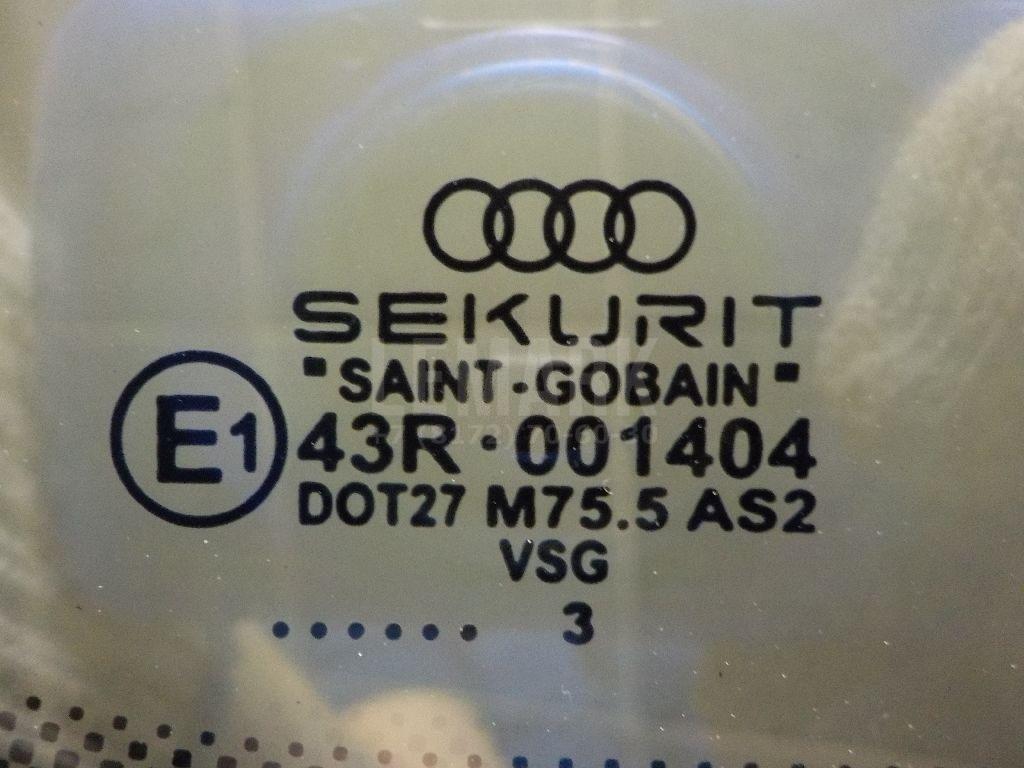 SEKURIT
"SAINT-GOBAIN"
E1 43R·001404
DOT27 M75.5 AS2
VSG
...... 3